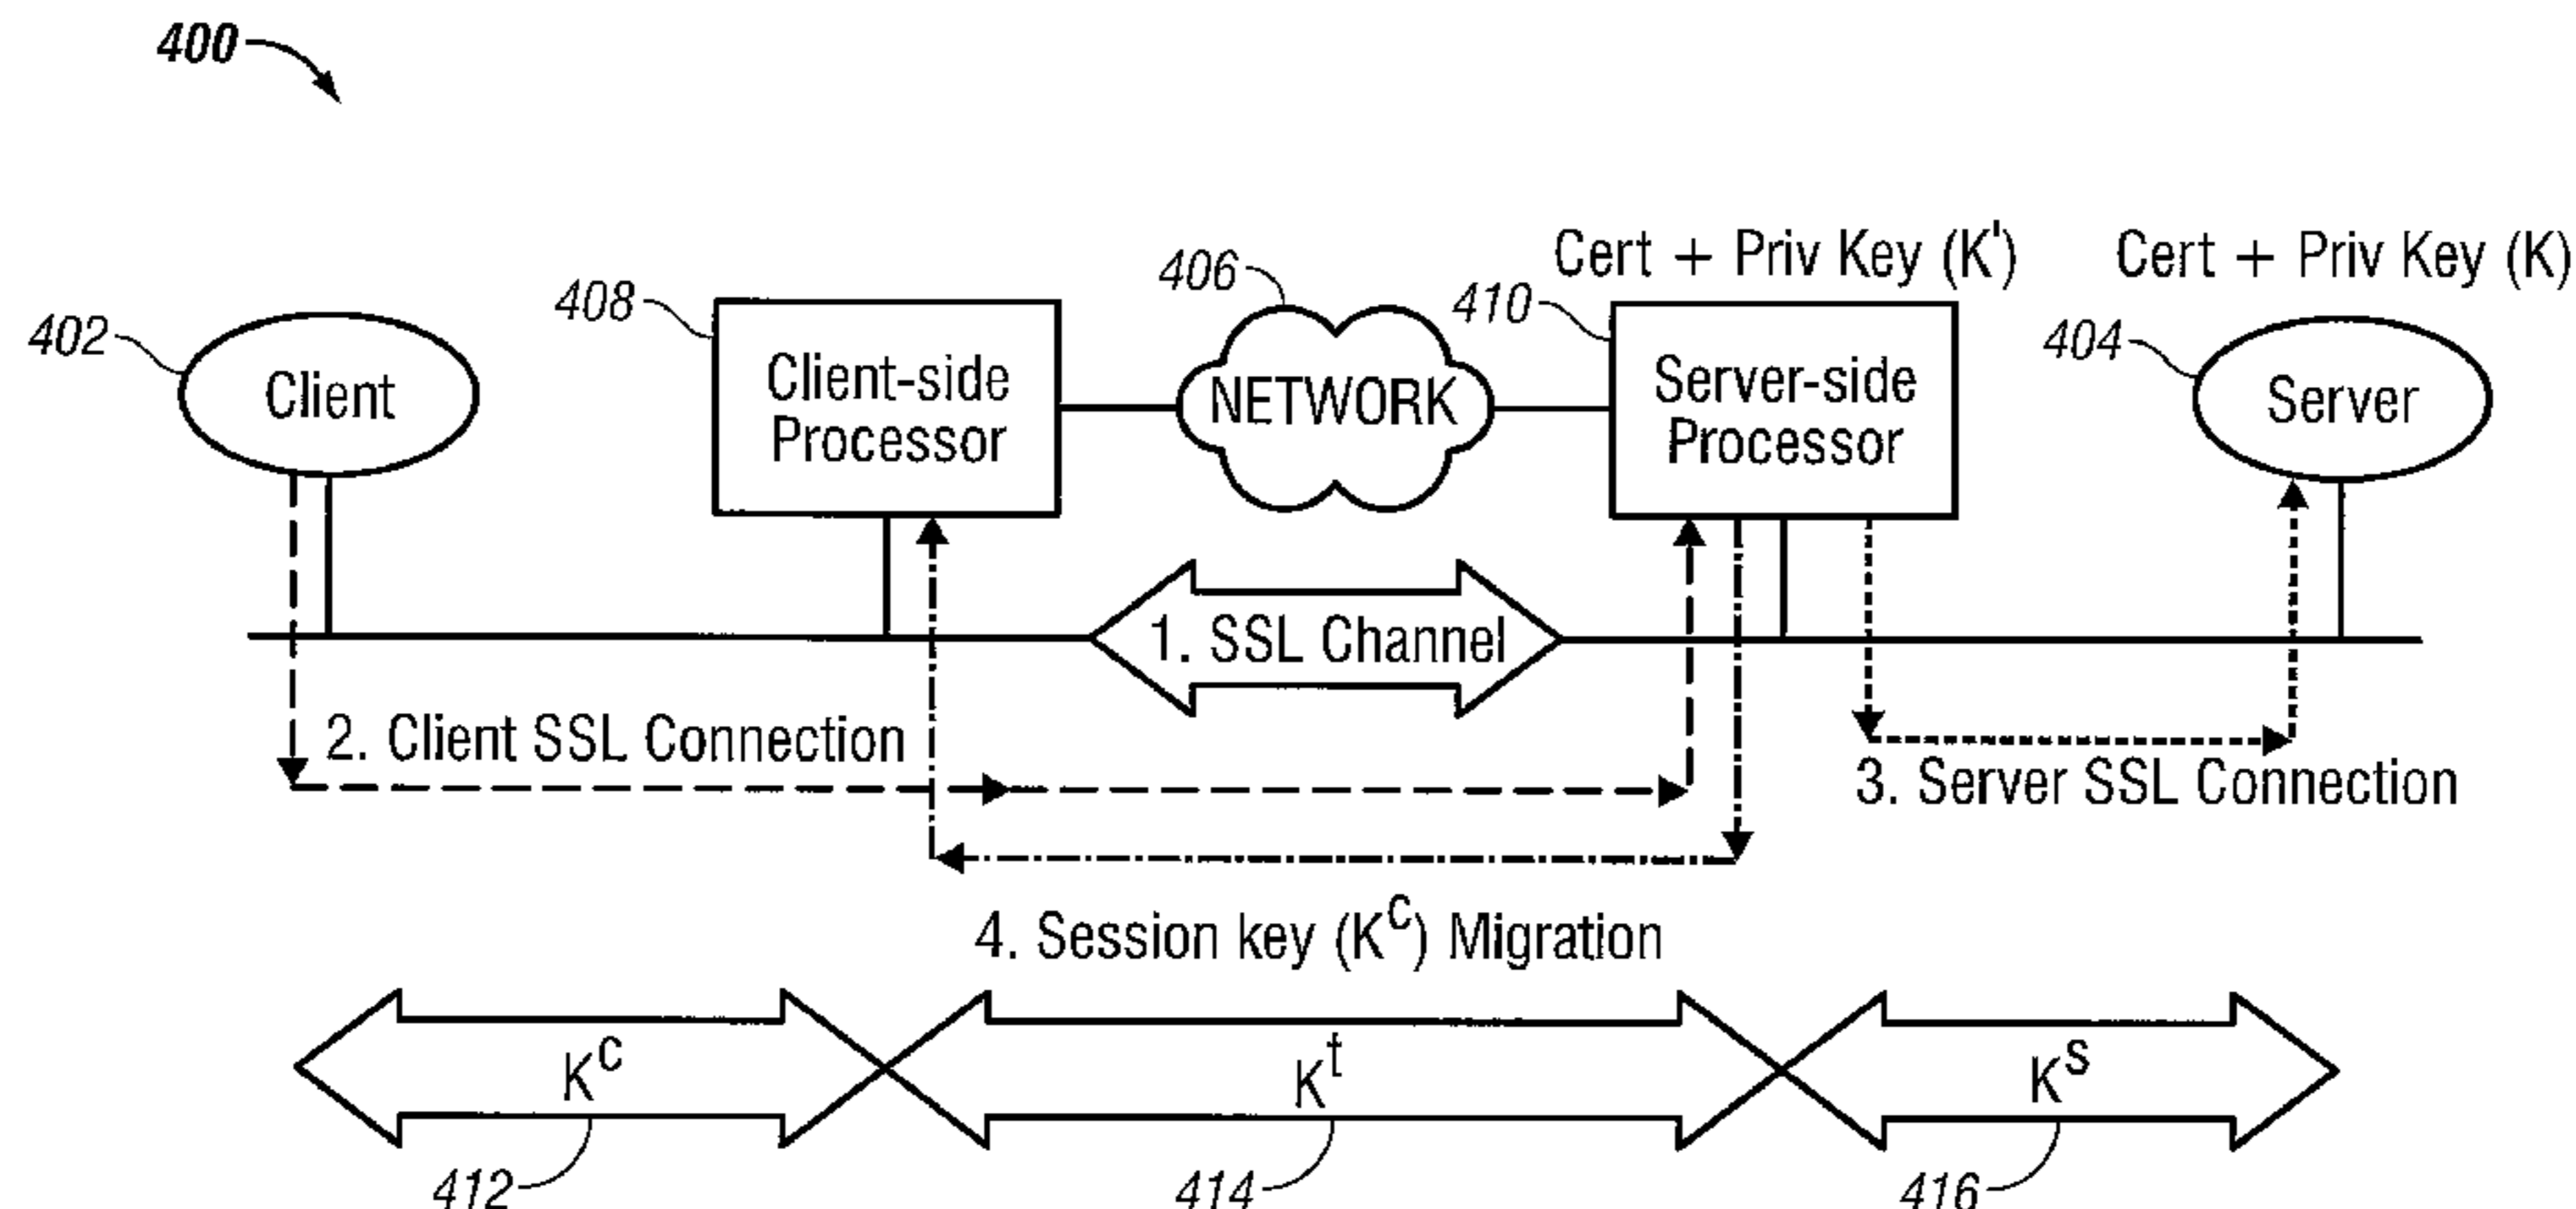 400
Cert + Priv Key (K')
Cert + Priv Key (K)
402
408
406
410
404
Client
Client-side
Processor
NETWORK
Server-side
Processor
Server
1. SSL Channel
2. Client SSL Connection
3. Server SSL Connection
4. Session key (K^c) Migration
K^c
K^t
K^s
412
414
416